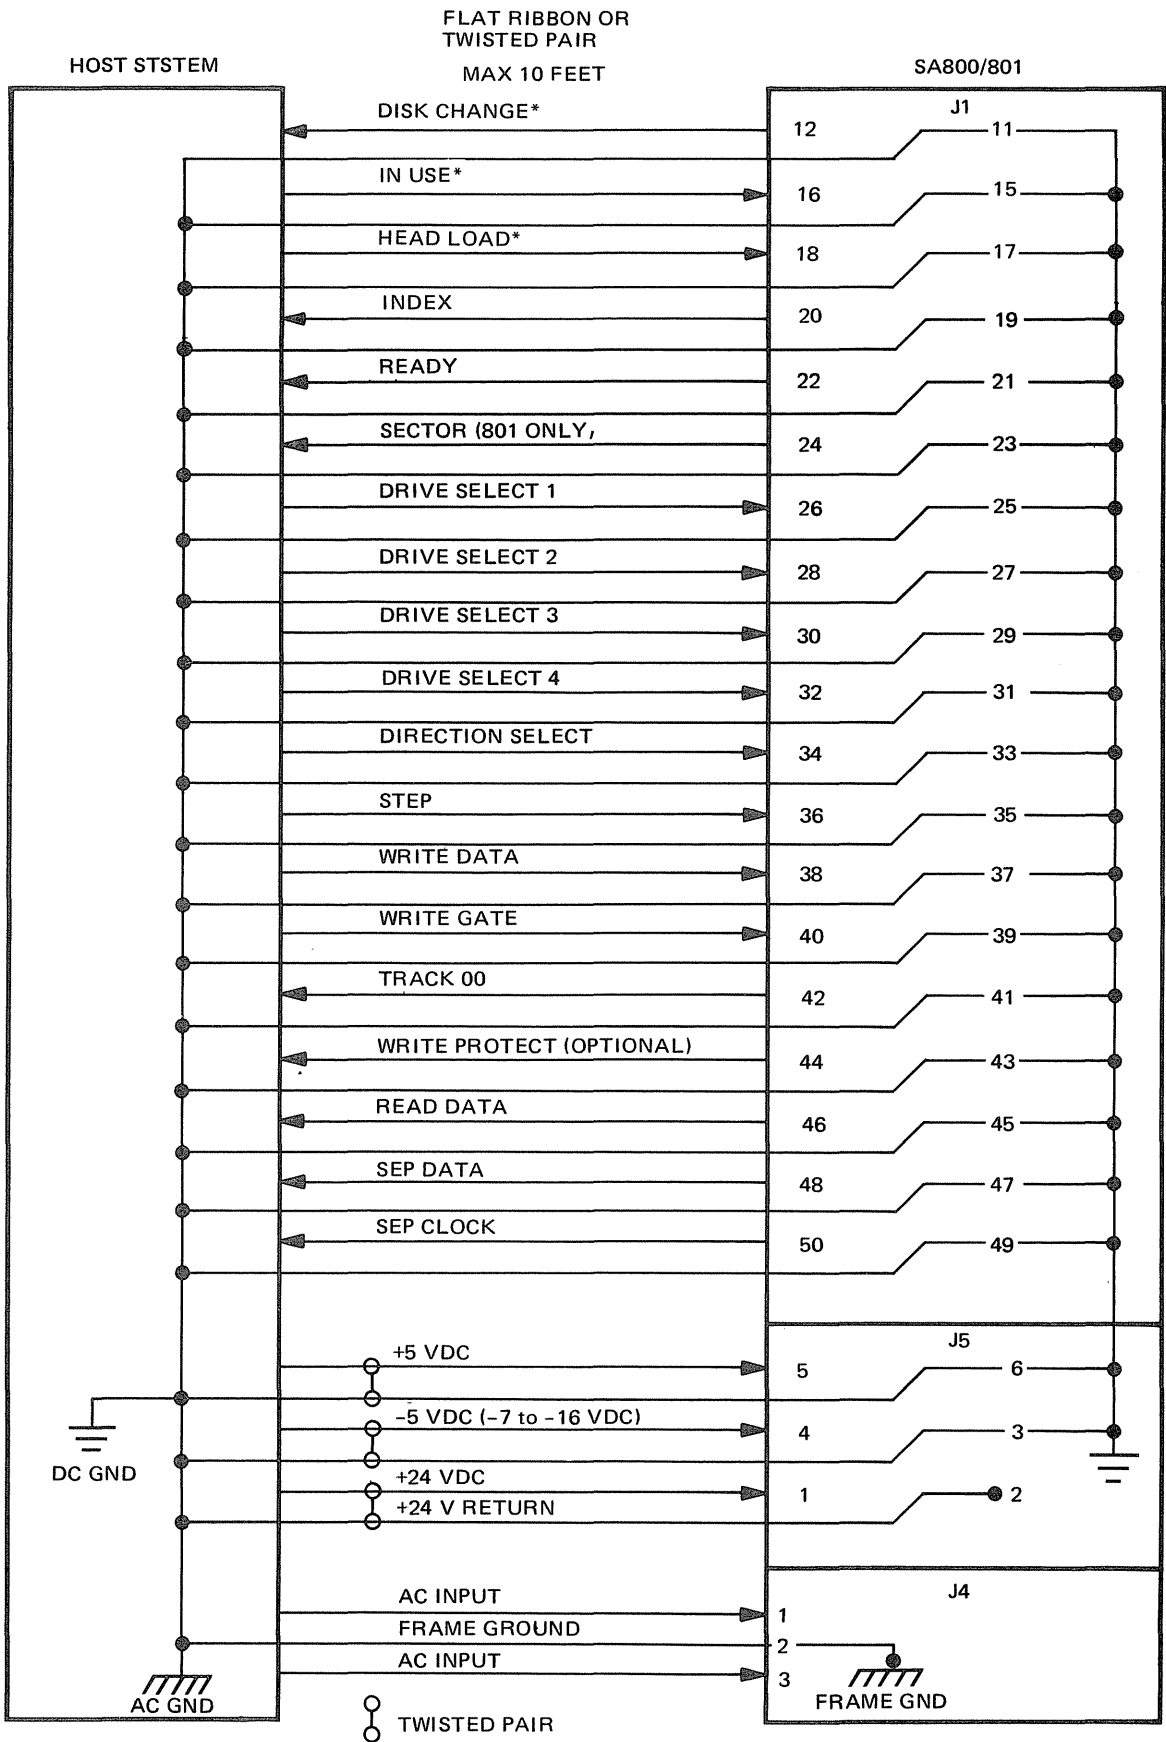 FLAT RIBBON OR
TWISTED PAIR
MAX 10 FEET
HOST STSTEM
SA800/801
J1
DISK CHANGE*
12
11
IN USE*
16
15
HEAD LOAD*
18
17
INDEX
20
19
READY
22
21
SECTOR (801 ONLY,
24
23
DRIVE SELECT 1
26
25
DRIVE SELECT 2
28
27
DRIVE SELECT 3
30
29
DRIVE SELECT 4
32
31
DIRECTION SELECT
34
33
STEP
36
35
WRITE DATA
38
37
WRITE GATE
40
39
TRACK 00
42
41
WRITE PROTECT (OPTIONAL)
44
43
READ DATA
46
45
SEP DATA
48
47
SEP CLOCK
50
49
J5
+5 VDC
5
6
-5 VDC (-7 to -16 VDC)
4
3
DC GND
+24 VDC
1
2
+24 V RETURN
J4
AC INPUT
1
FRAME GROUND
2
AC INPUT
3
AC GND
FRAME GND
TWISTED PAIR